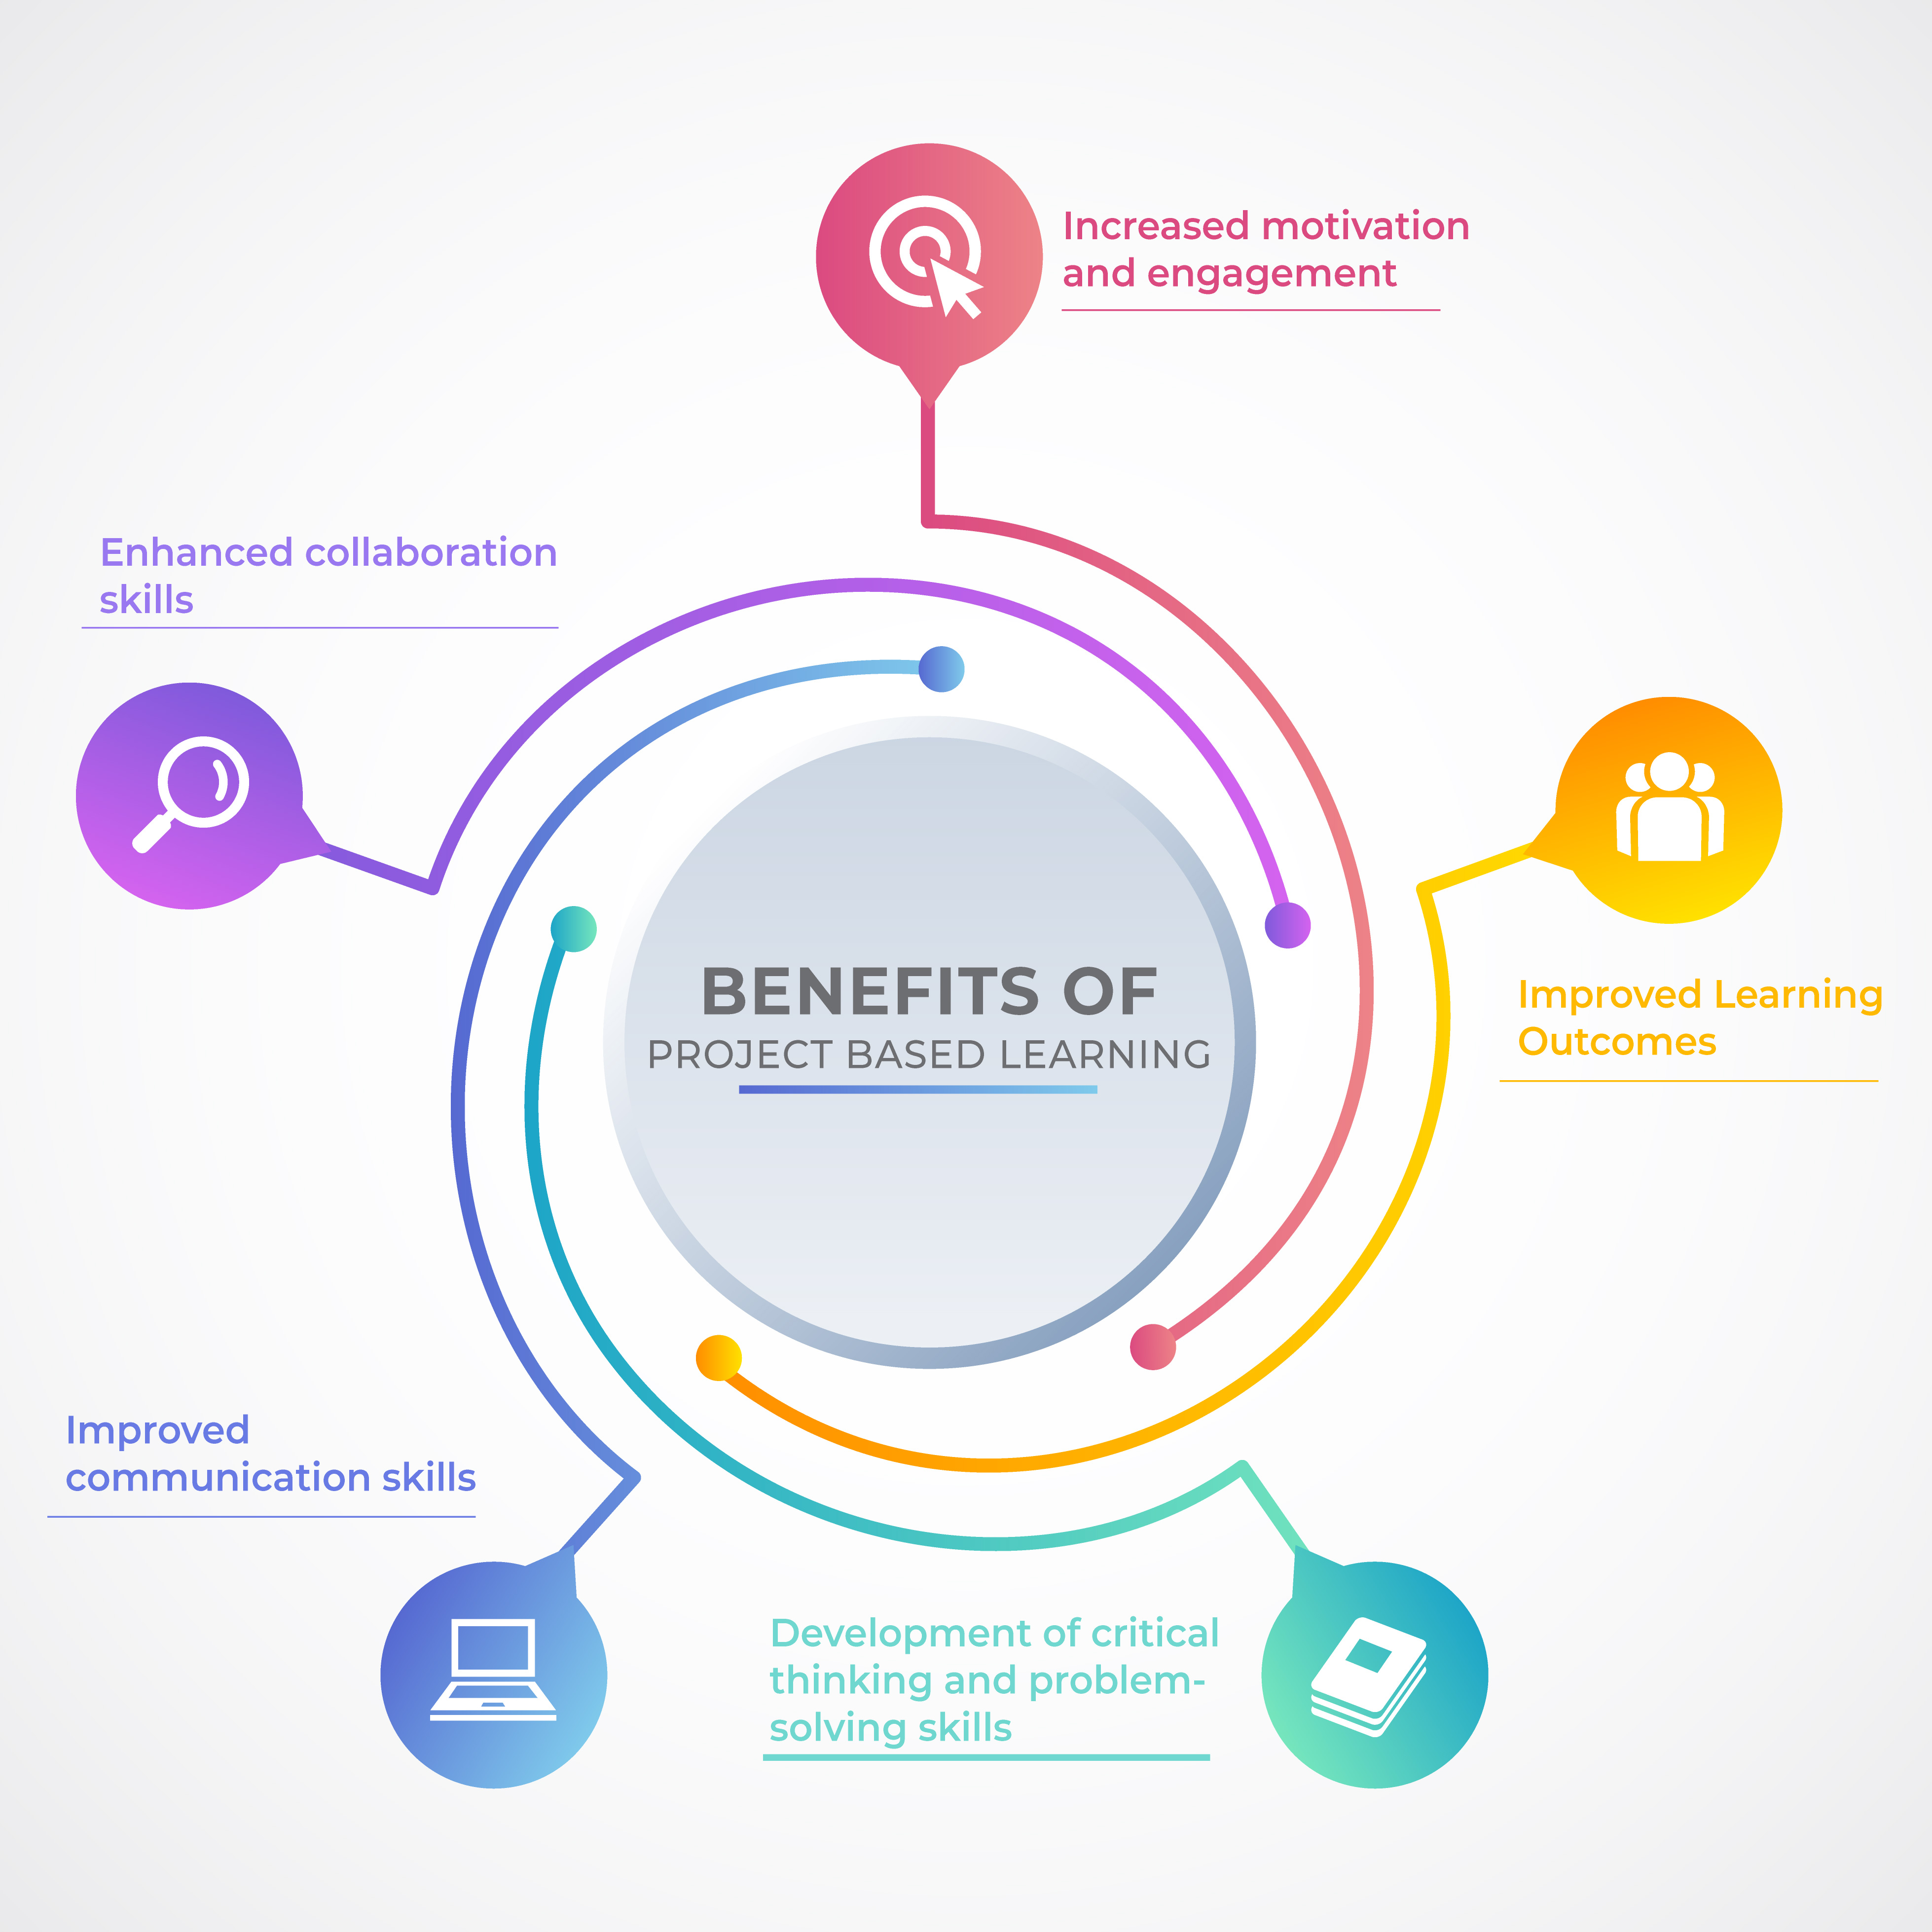 Increased motivation
and engagement
Enhanced collaboration
skills
BENEFITS OF
PROJECT BASED LEARNING
Improved Learning
Outcomes
Improved
communication skills
Development of critical
thinking and problem-
solving skills